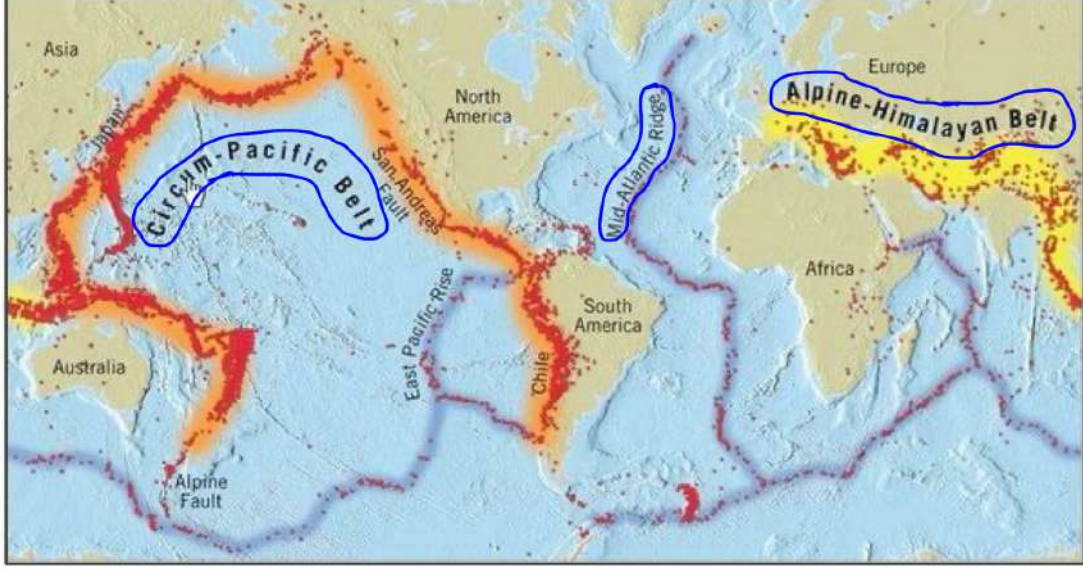 Asia
Japan
Circum-Pacific Belt
San Andreas
Fault
North
America
Mid-Atlantic Ridge
Europe
Alpine-Himalayan Belt
Africa
South
America
East Pacific Rise
Chile
Australia
Alpine
Fault